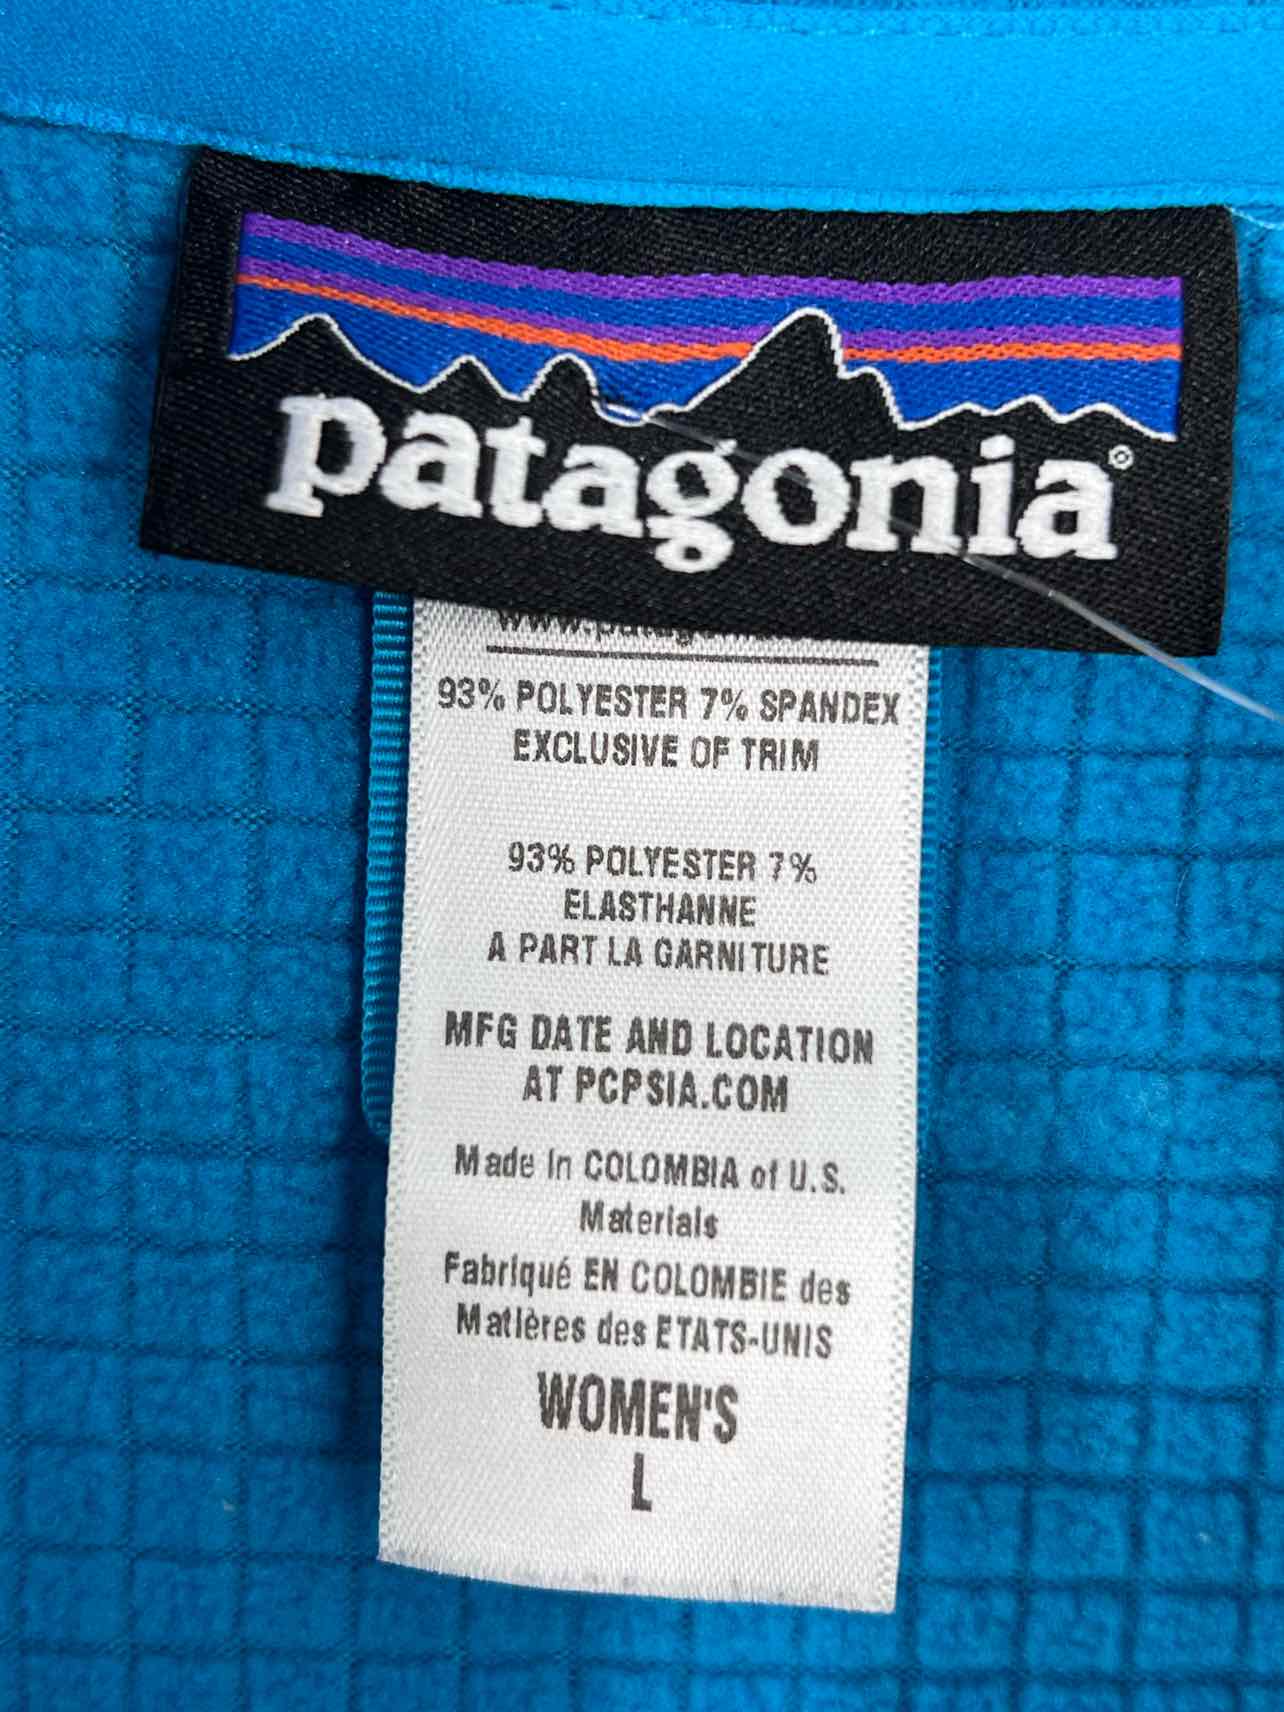 patagonia®
93% POLYESTER 7% SPANDEX
EXCLUSIVE OF TRIM
93% POLYESTER 7%
ELASTHANNE
A PART LA GARNITURE
MFG DATE AND LOCATION
AT PCPSIA.COM
Made In COLOMBIA of U.S.
Materials
Fabriqué EN COLOMBIE des
Matières des ETATS-UNIS
WOMEN'S
L